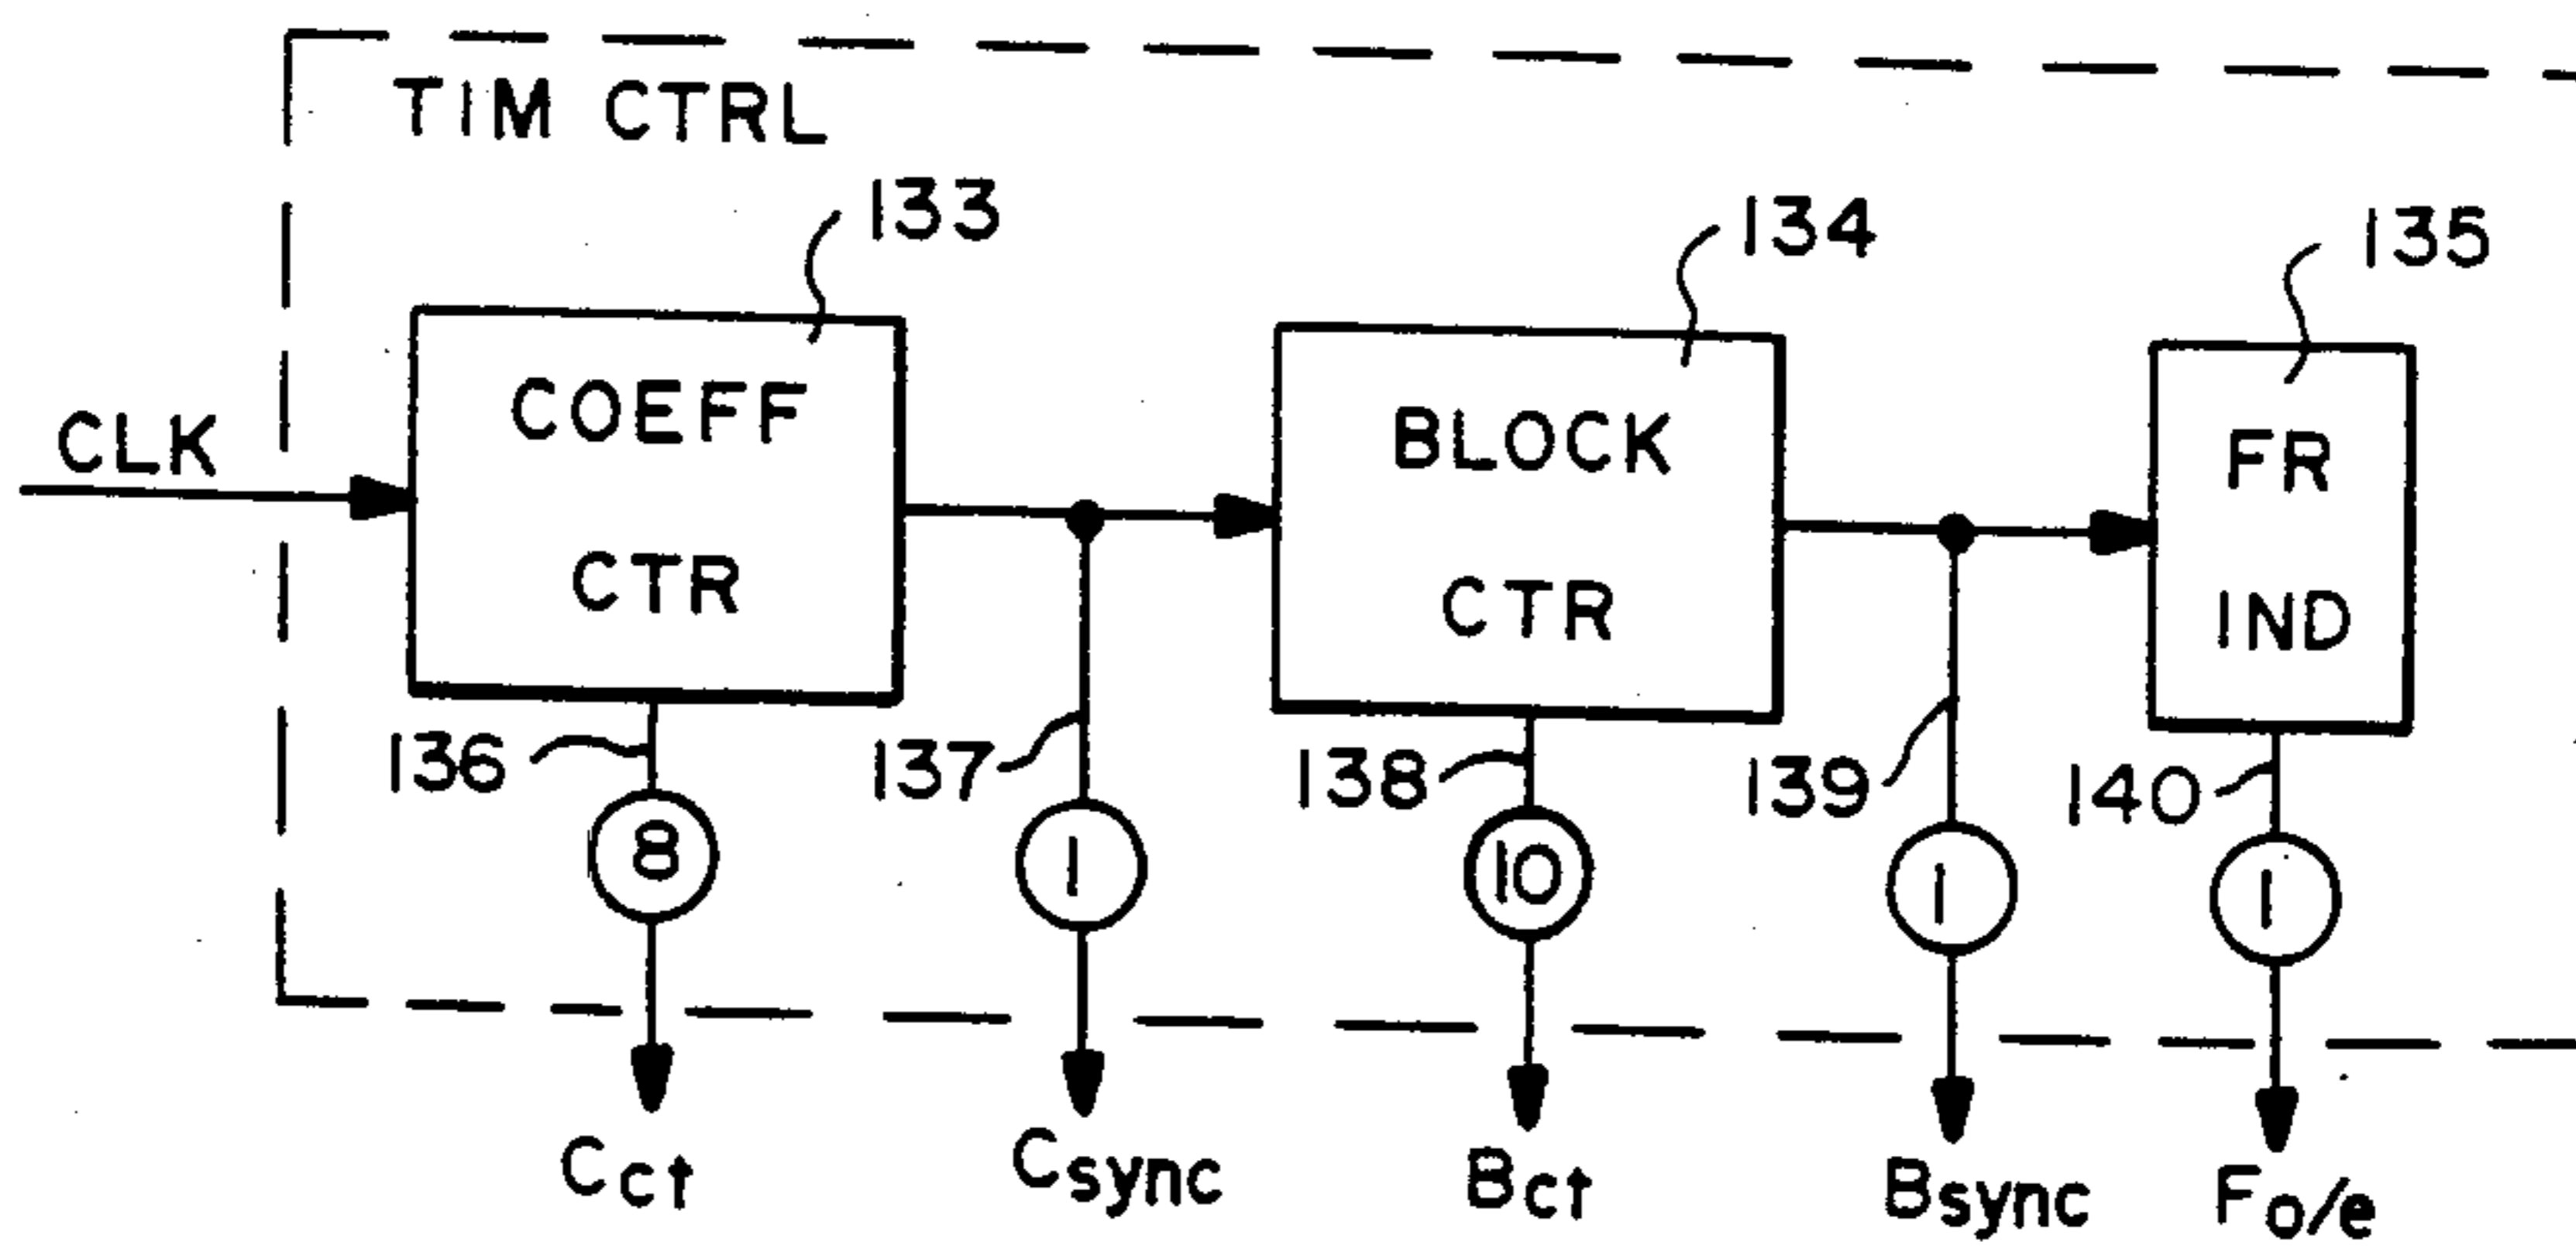 TIM CTRL
133
134
135
CLK
COEFF
CTR
BLOCK
CTR
FR
IND
136
137
138
139
140
8
1
10
1
1
Cct
Csync
Bct
Bsync
Fo/e